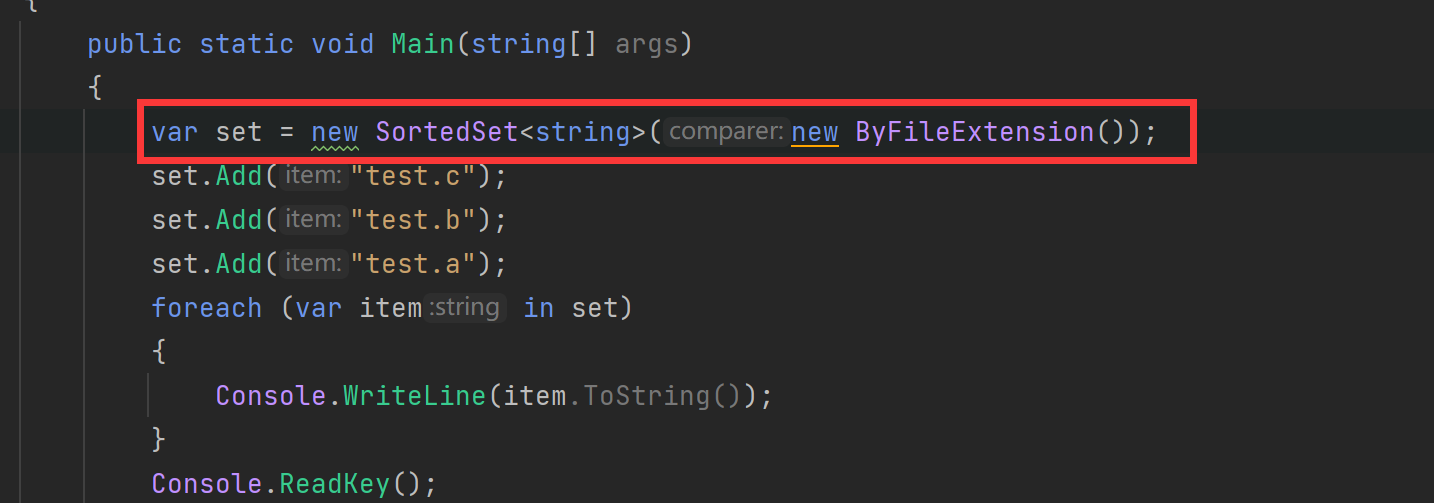 {
public static void Main(string[] args)
{
var set = new SortedSet<string>(comparer: new ByFileExtension());
set.Add(item: "test.c");
set.Add(item: "test.b");
set.Add(item: "test.a");
foreach (var item :string in set)
{
Console.WriteLine(item.ToString());
}
Console.ReadKey();